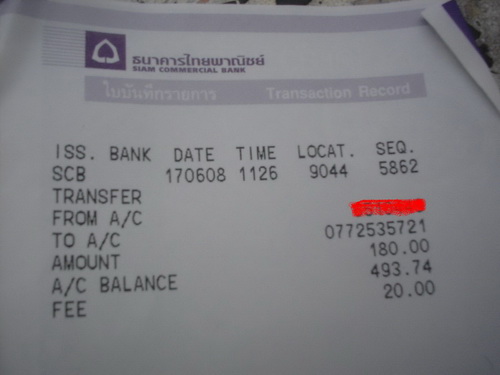 ธนาคารไทยพาณิชย์
SIAM COMMERCIAL BANK
ใบบันทึกรายการ Transaction Record
ISS. BANK DATE TIME LOCAT. SEQ.
SCB 170608 1126 9044 5862
TRANSFER
FROM A/C
TO A/C 0772535721
AMOUNT 180.00
A/C BALANCE 493.74
FEE 20.00